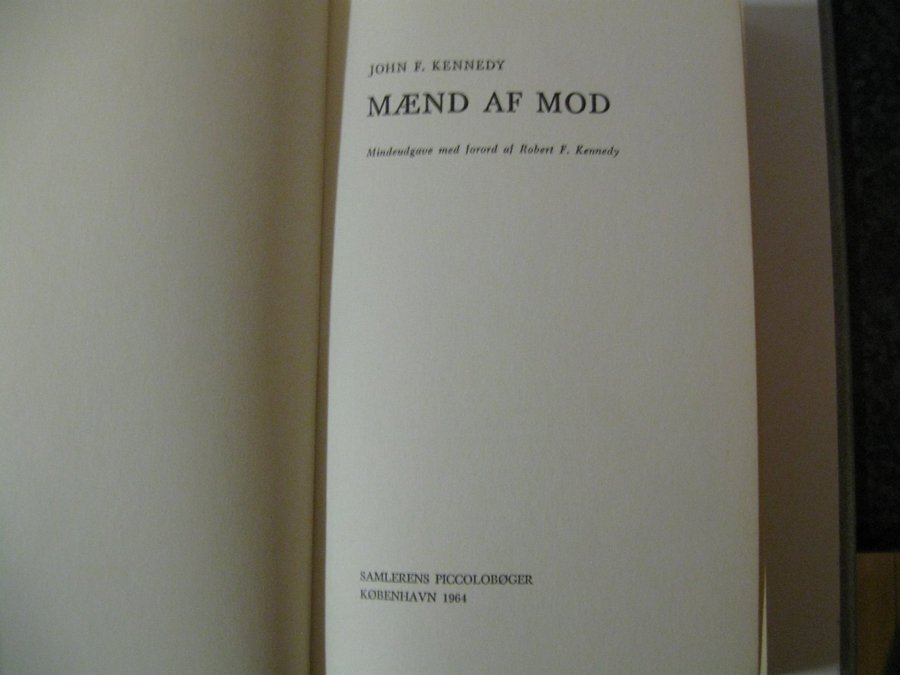 JOHN F. KENNEDY
MÆND AF MOD
Mindeudgave med forord af Robert F. Kennedy
SAMLERENS PICCOLOBØGER
KØBENHAVN 1964